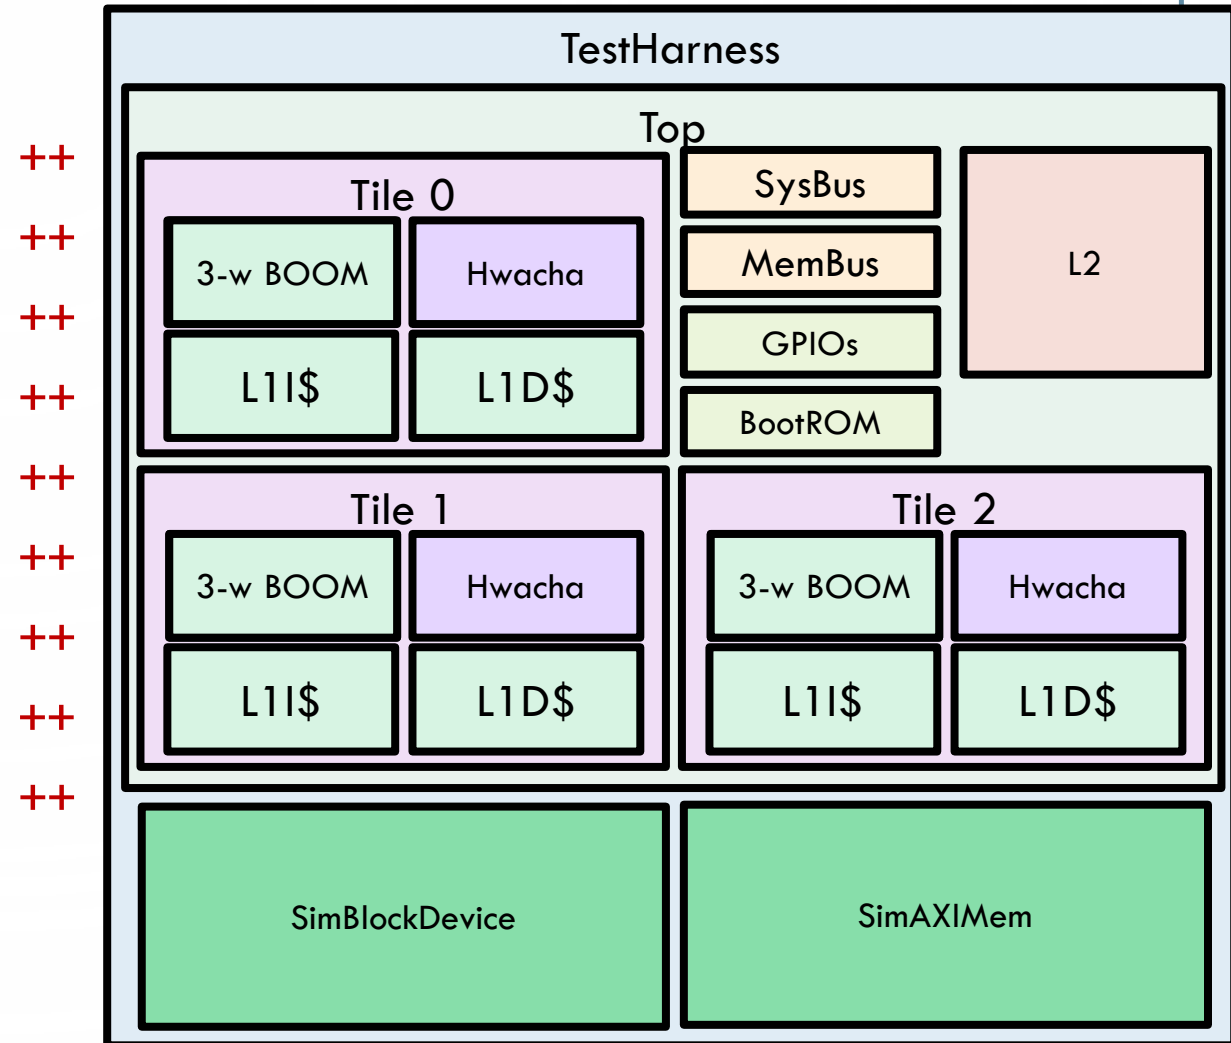 TestHarness
Top
++
++
++
++
++
++
++
++
++
Tile 0
3-w BOOM
Hwacha
L1I$
L1D$
SysBus
MemBus
GPIOs
BootROM
L2
Tile 1
3-w BOOM
Hwacha
L1I$
L1D$
Tile 2
3-w BOOM
Hwacha
L1I$
L1D$
SimBlockDevice
SimAXIMem